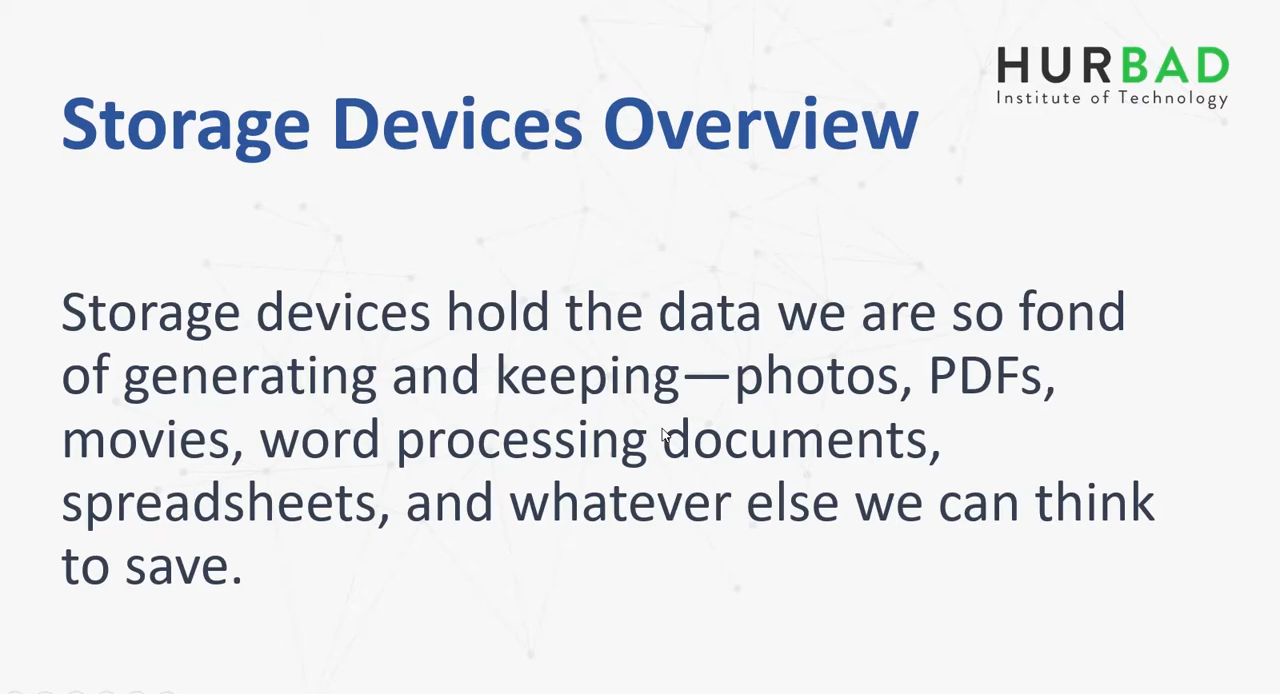 HURBAD
Institute of Technology
Storage Devices Overview
Storage devices hold the data we are so fond
of generating and keeping—photos, PDFs,
movies, word processing documents,
spreadsheets, and whatever else we can think
to save.